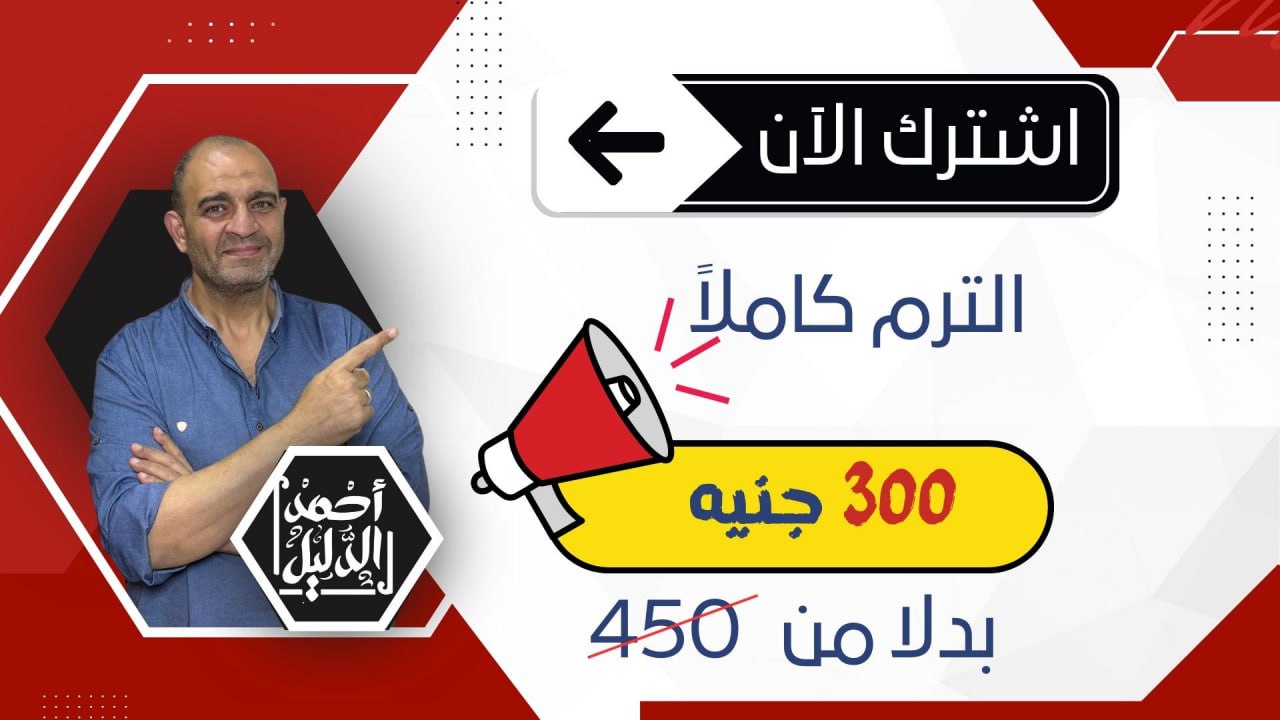 اشترك الآن
الترم كاملاً
300 جنيه
بدلا من 450
أحمد
الدليل